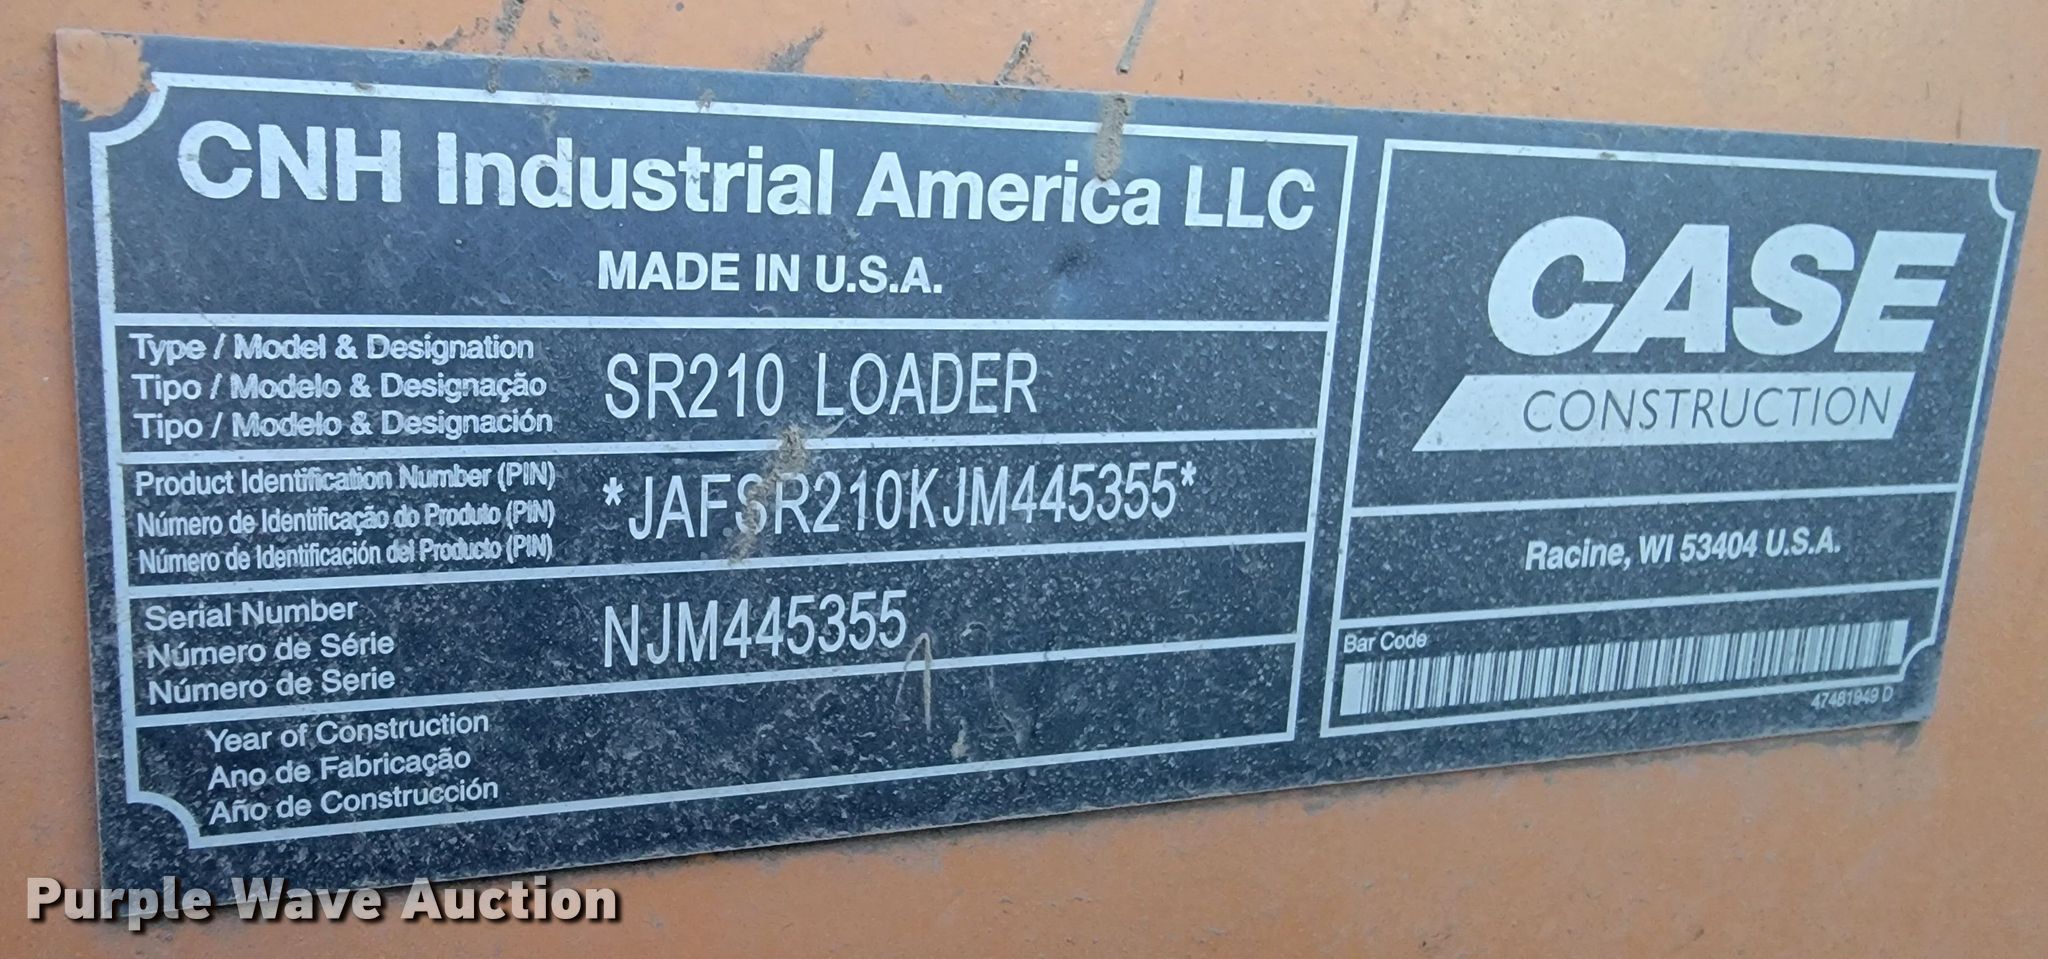 CNH Industrial America LLC
MADE IN U.S.A.
Type / Model & Designation
Tipo / Modelo & Designação
Tipo / Modelo & Designación
SR210 LOADER
Product Identification Number (PIN)
Número de Identificação do Produto (PIN)
Número de Identificación del Producto (PIN)
*JAFSR210KJM445355*
Serial Number
Número de Série
Número de Serie
NJM445355
Year of Construction
Ano de Fabricação
Año de Construcción
CASE
CONSTRUCTION
Racine, WI 53404 U.S.A.
Bar Code
47481949 D
Purple Wave Auction